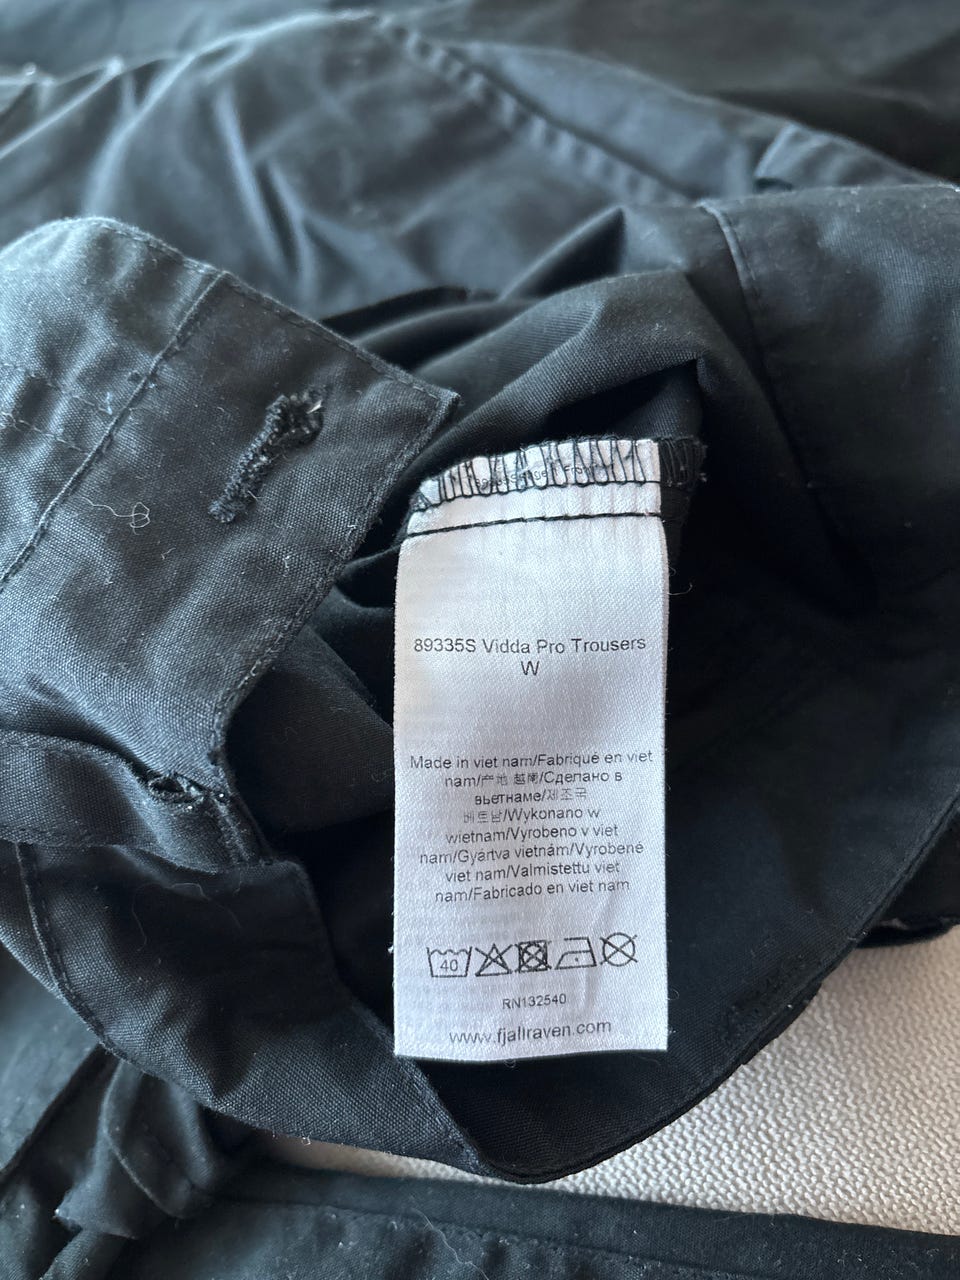 89335S Vidda Pro Trousers
W
Made in viet nam/Fabriqué en viet
nam/产地 越南/Сделано в
вьетнаме/제조국
베트남/Wykonano w
wietnam/Vyrobeno v viet
nam/Gyártva vietnám/Vyrobené
viet nam/Valmistettu viet
nam/Fabricado en viet nam
40
RN132540
www.fjallraven.com